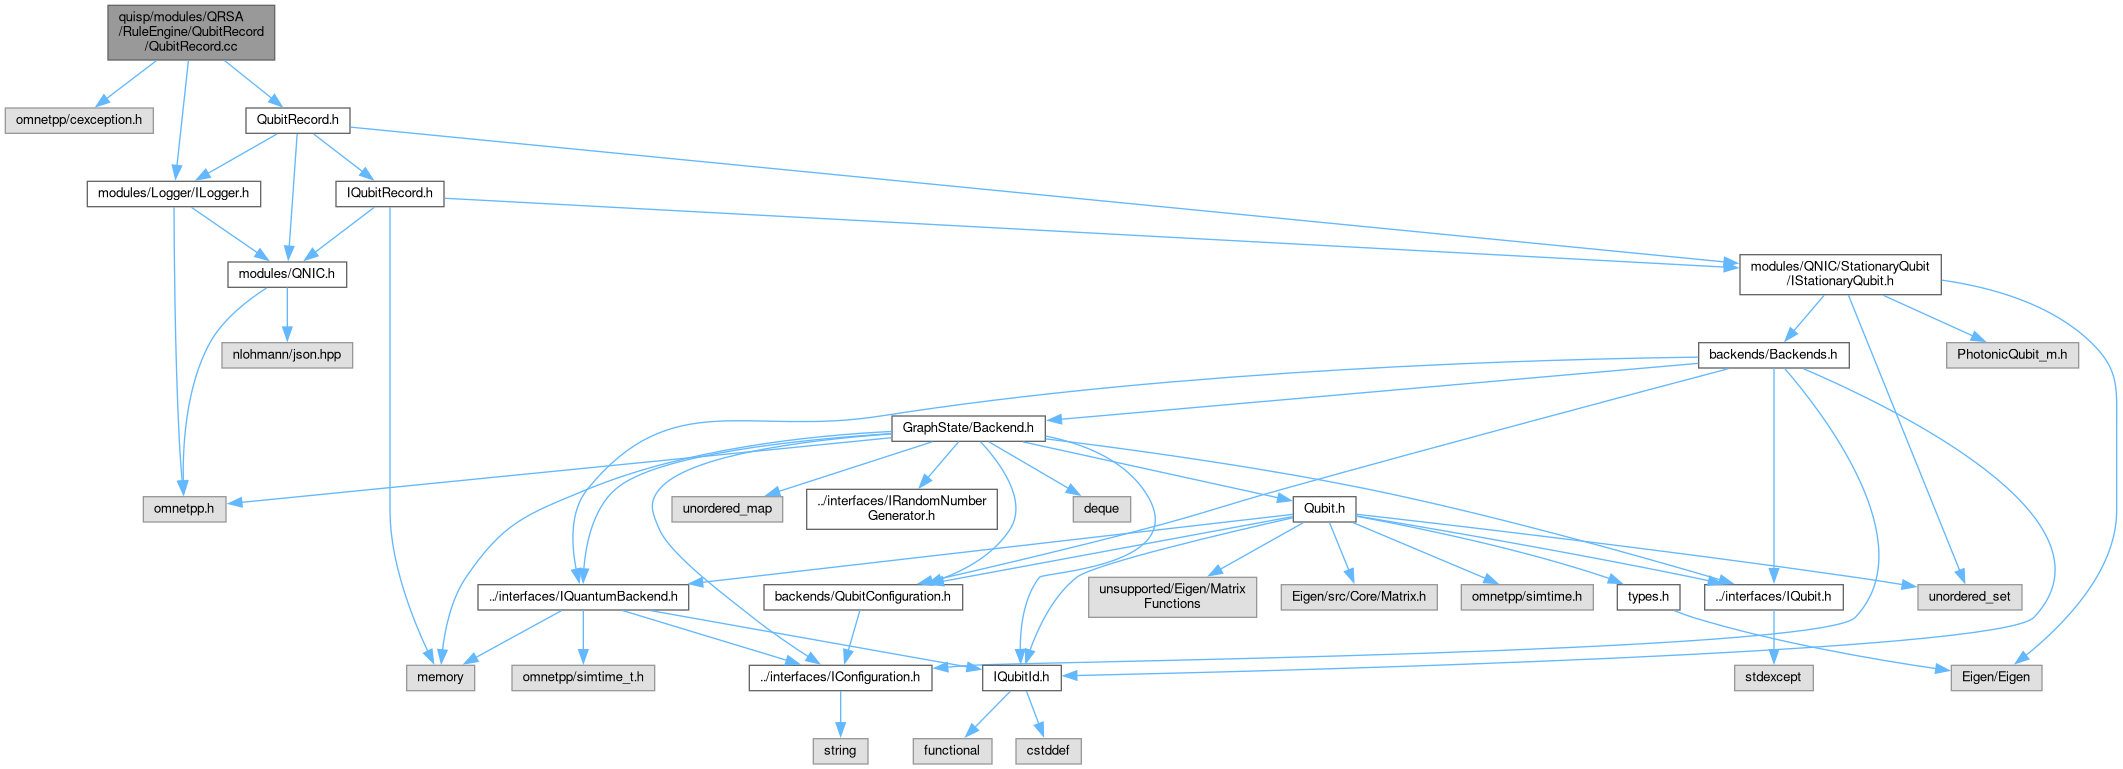 quisp/modules/QRSA
/RuleEngine/QubitRecord
/QubitRecord.cc
omnetpp/cexception.h
QubitRecord.h
modules/Logger/ILogger.h
IQubitRecord.h
modules/QNIC.h
modules/QNIC/StationaryQubit
/IStationaryQubit.h
nlohmann/json.hpp
backends/Backends.h
PhotonicQubit_m.h
GraphState/Backend.h
omnetpp.h
unordered_map
../interfaces/IRandomNumber
Generator.h
deque
Qubit.h
../interfaces/IQuantumBackend.h
backends/QubitConfiguration.h
unsupported/Eigen/Matrix
Functions
Eigen/src/Core/Matrix.h
omnetpp/simtime.h
types.h
../interfaces/IQubit.h
unordered_set
memory
omnetpp/simtime_t.h
../interfaces/IConfiguration.h
IQubitId.h
stdexcept
Eigen/Eigen
string
functional
cstddef